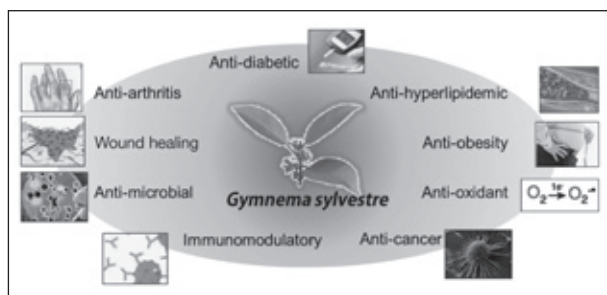 Anti-diabetic
Anti-arthritis
Anti-hyperlipidemic
Wound healing
Anti-obesity
Anti-microbial
Anti-oxidant
O₂ 1e⁻→ O₂⁻•
Gymnema sylvestre
Immunomodulatory
Anti-cancer